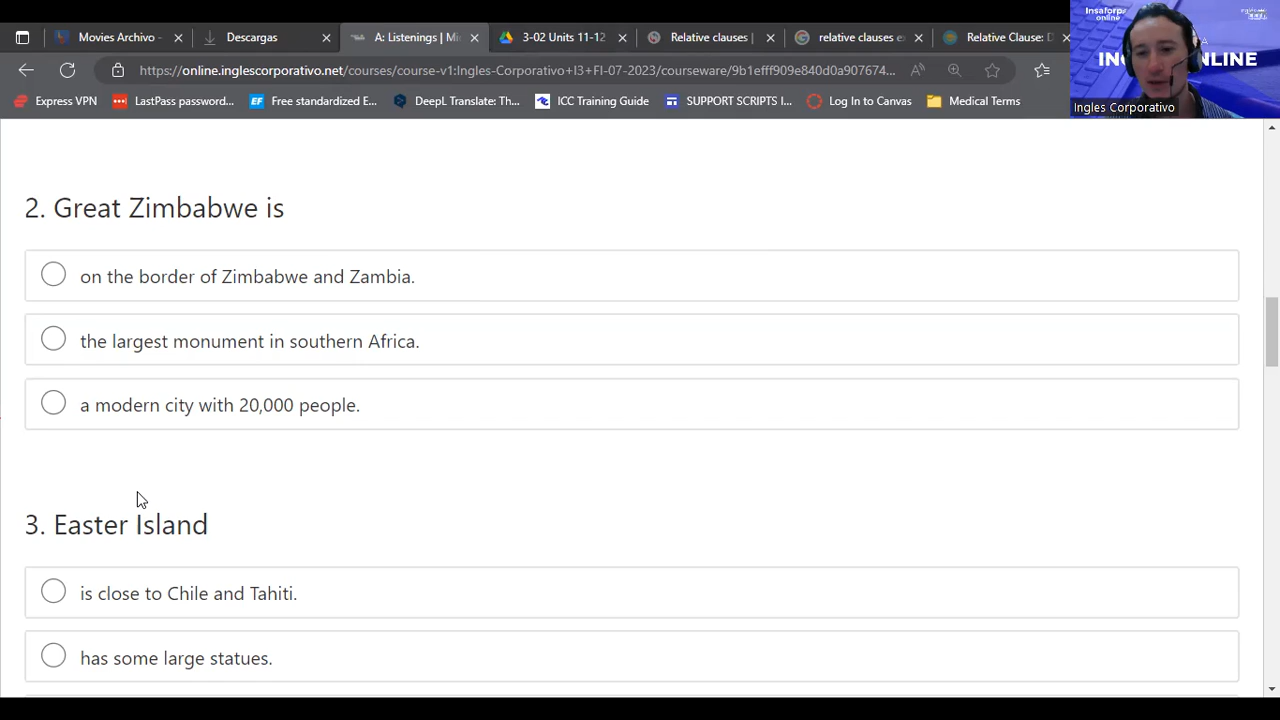 Movies Archivo -
Descargas
A: Listenings | Mi
3-02 Units 11-12
Relative clauses |
relative clauses e
Relative Clause: D
https://online.inglescorporativo.net/courses/course-v1:Ingles-Corporativo+I3+FI-07-2023/courseware/9b1efff909e840d0a907674...
Express VPN
LastPass password...
Free standardized E...
DeepL Translate: Th...
ICC Training Guide
SUPPORT SCRIPTS I...
Log In to Canvas
Medical Terms
Insaforp
online
NLINE
Ingles Corporativo
2. Great Zimbabwe is
on the border of Zimbabwe and Zambia.
the largest monument in southern Africa.
a modern city with 20,000 people.
3. Easter Island
is close to Chile and Tahiti.
has some large statues.